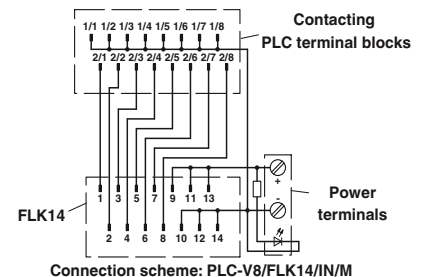 Contacting
PLC terminal blocks
1/1 1/2 1/3 1/4 1/5 1/6 1/7 1/8
2/1 2/2 2/3 2/4 2/5 2/6 2/7 2/8
+
-
1 3 5 7 9 11 13
2 4 6 8 10 12 14
FLK14
Power
terminals
Connection scheme: PLC-V8/FLK14/IN/M